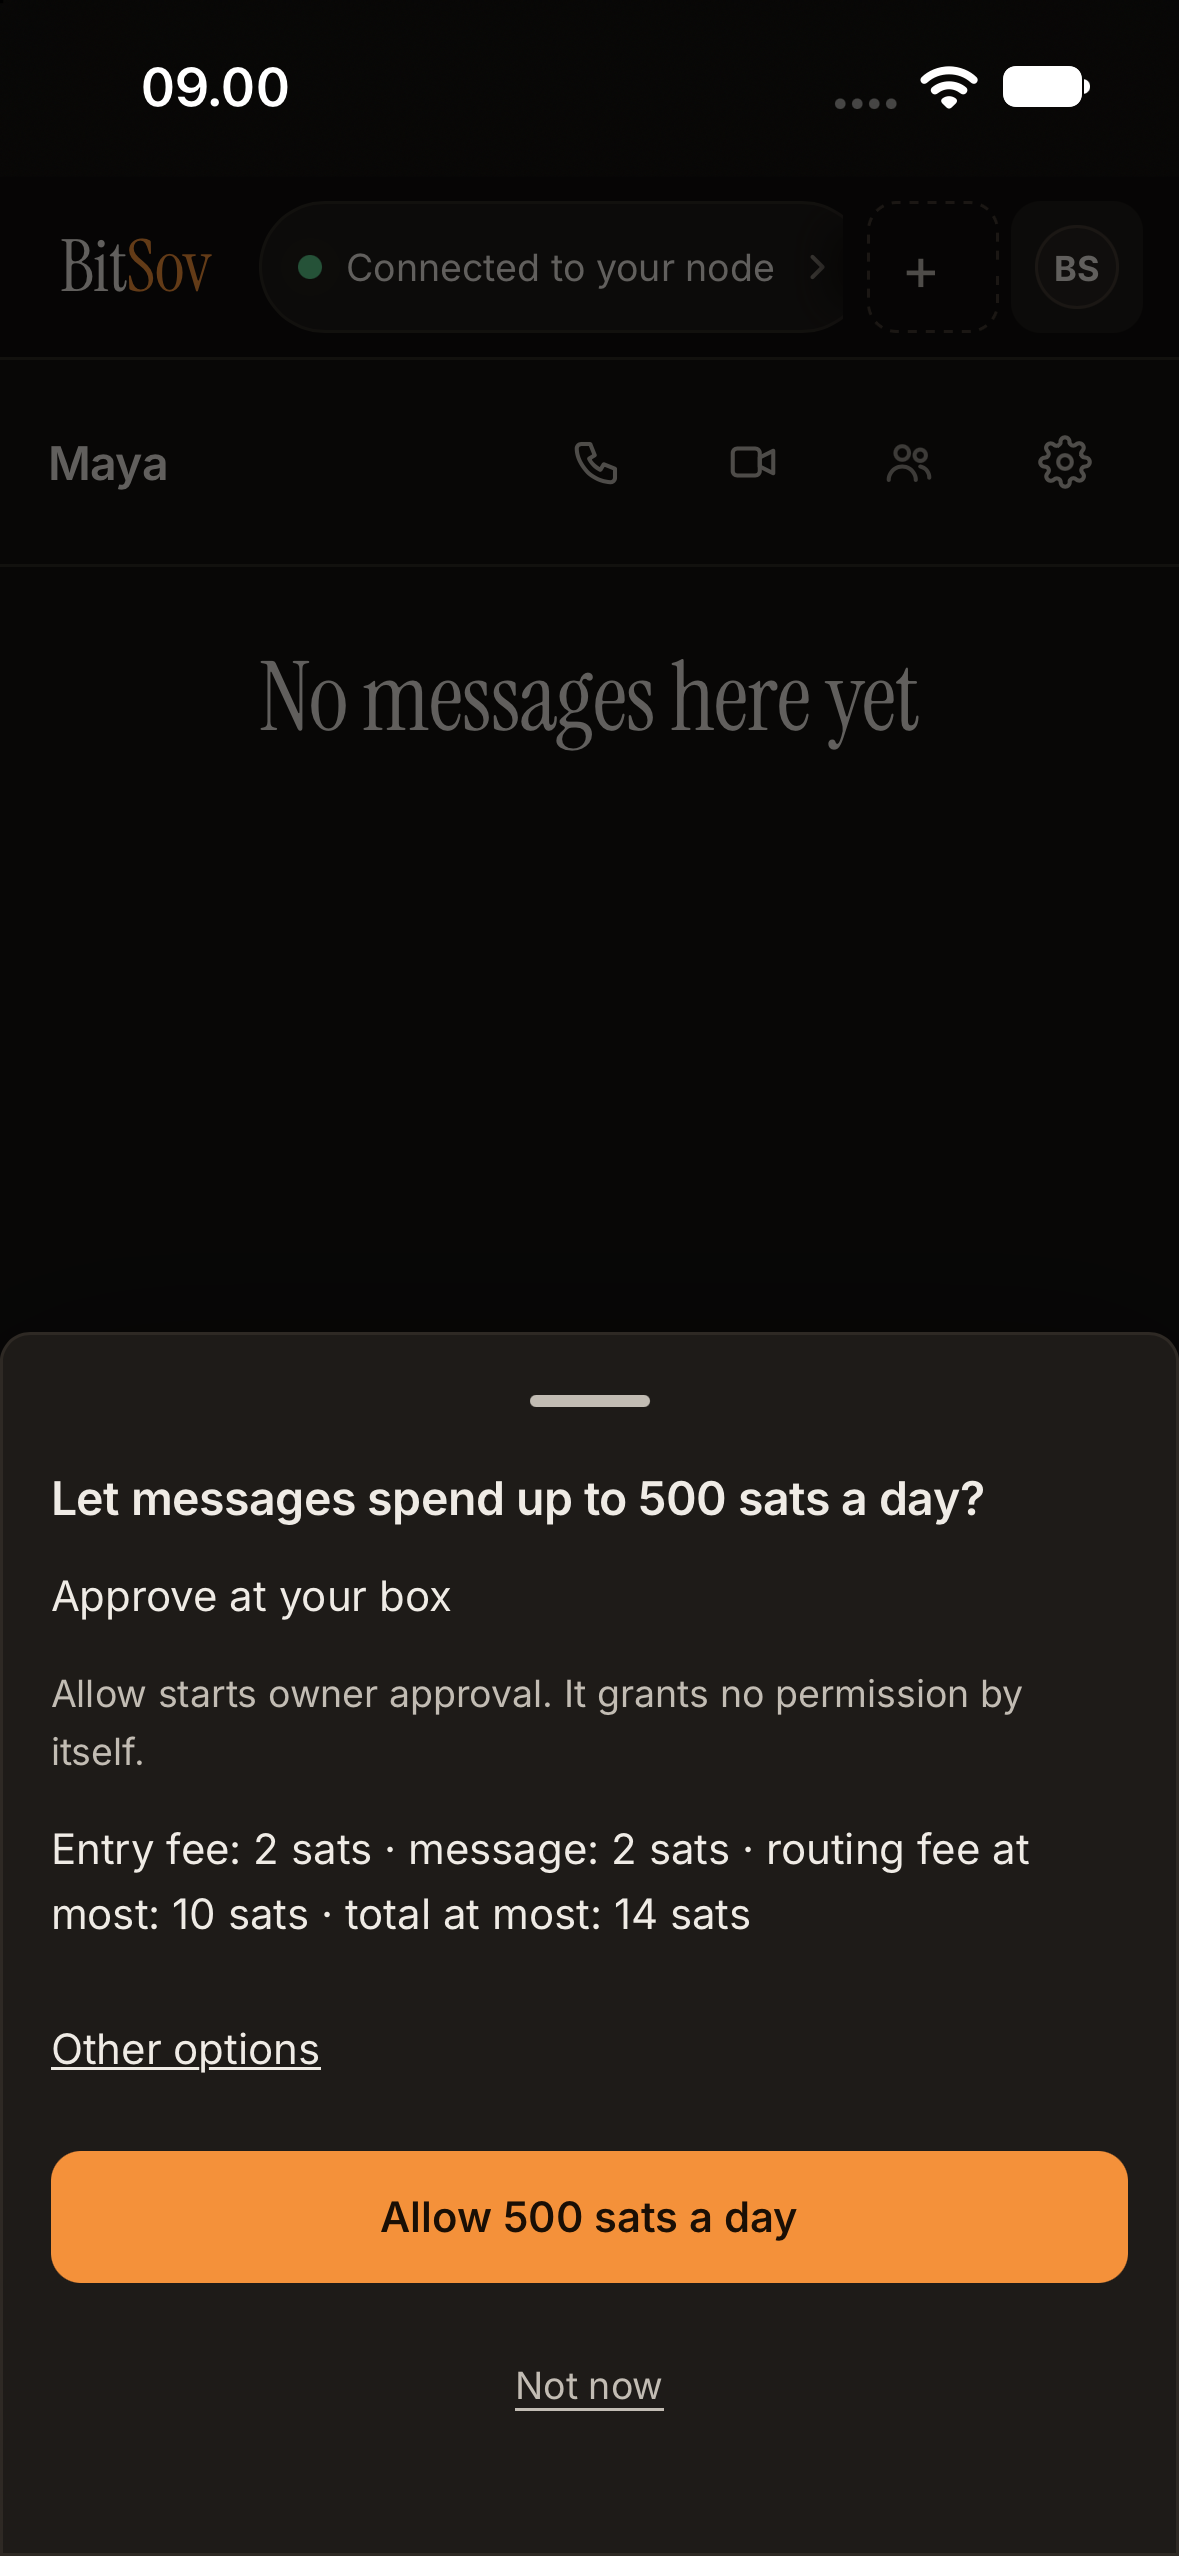 09.00
BitSov
Connected to your node
+
BS
Maya
No messages here yet
Let messages spend up to 500 sats a day?
Approve at your box
Allow starts owner approval. It grants no permission by
itself.
Entry fee: 2 sats · message: 2 sats · routing fee at
most: 10 sats · total at most: 14 sats
Other options
Allow 500 sats a day
Not now